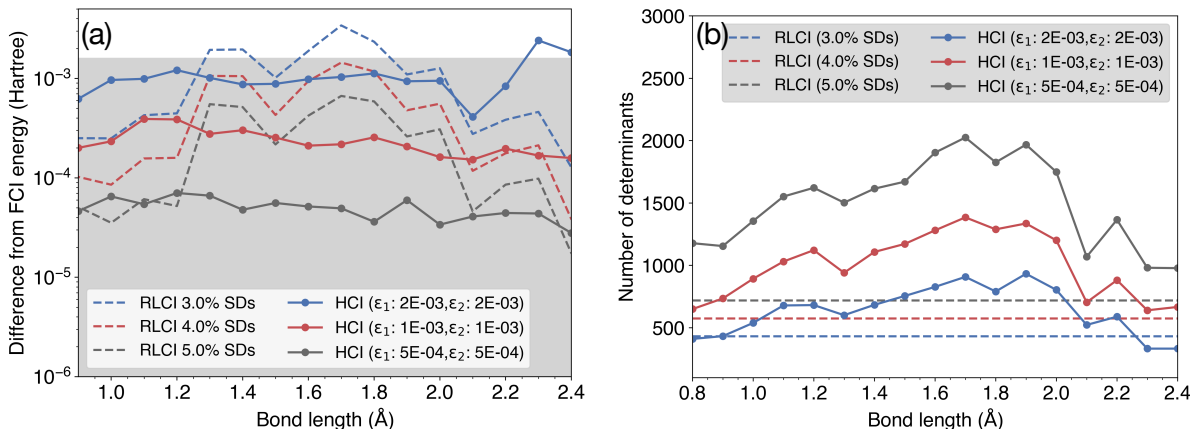 (a)
Difference from FCI energy (Hartree)
10⁻³
10⁻⁴
10⁻⁵
10⁻⁶
RLCI 3.0% SDs
RLCI 4.0% SDs
RLCI 5.0% SDs
HCI (ε₁: 2E-03,ε₂: 2E-03)
HCI (ε₁: 1E-03,ε₂: 1E-03)
HCI (ε₁: 5E-04,ε₂: 5E-04)
1.0 1.2 1.4 1.6 1.8 2.0 2.2 2.4
Bond length (Å)
(b)
Number of determinants
3000
2500
2000
1500
1000
500
RLCI (3.0% SDs)
RLCI (4.0% SDs)
RLCI (5.0% SDs)
HCI (ε₁: 2E-03,ε₂: 2E-03)
HCI (ε₁: 1E-03,ε₂: 1E-03)
HCI (ε₁: 5E-04,ε₂: 5E-04)
0.8 1.0 1.2 1.4 1.6 1.8 2.0 2.2 2.4
Bond length (Å)